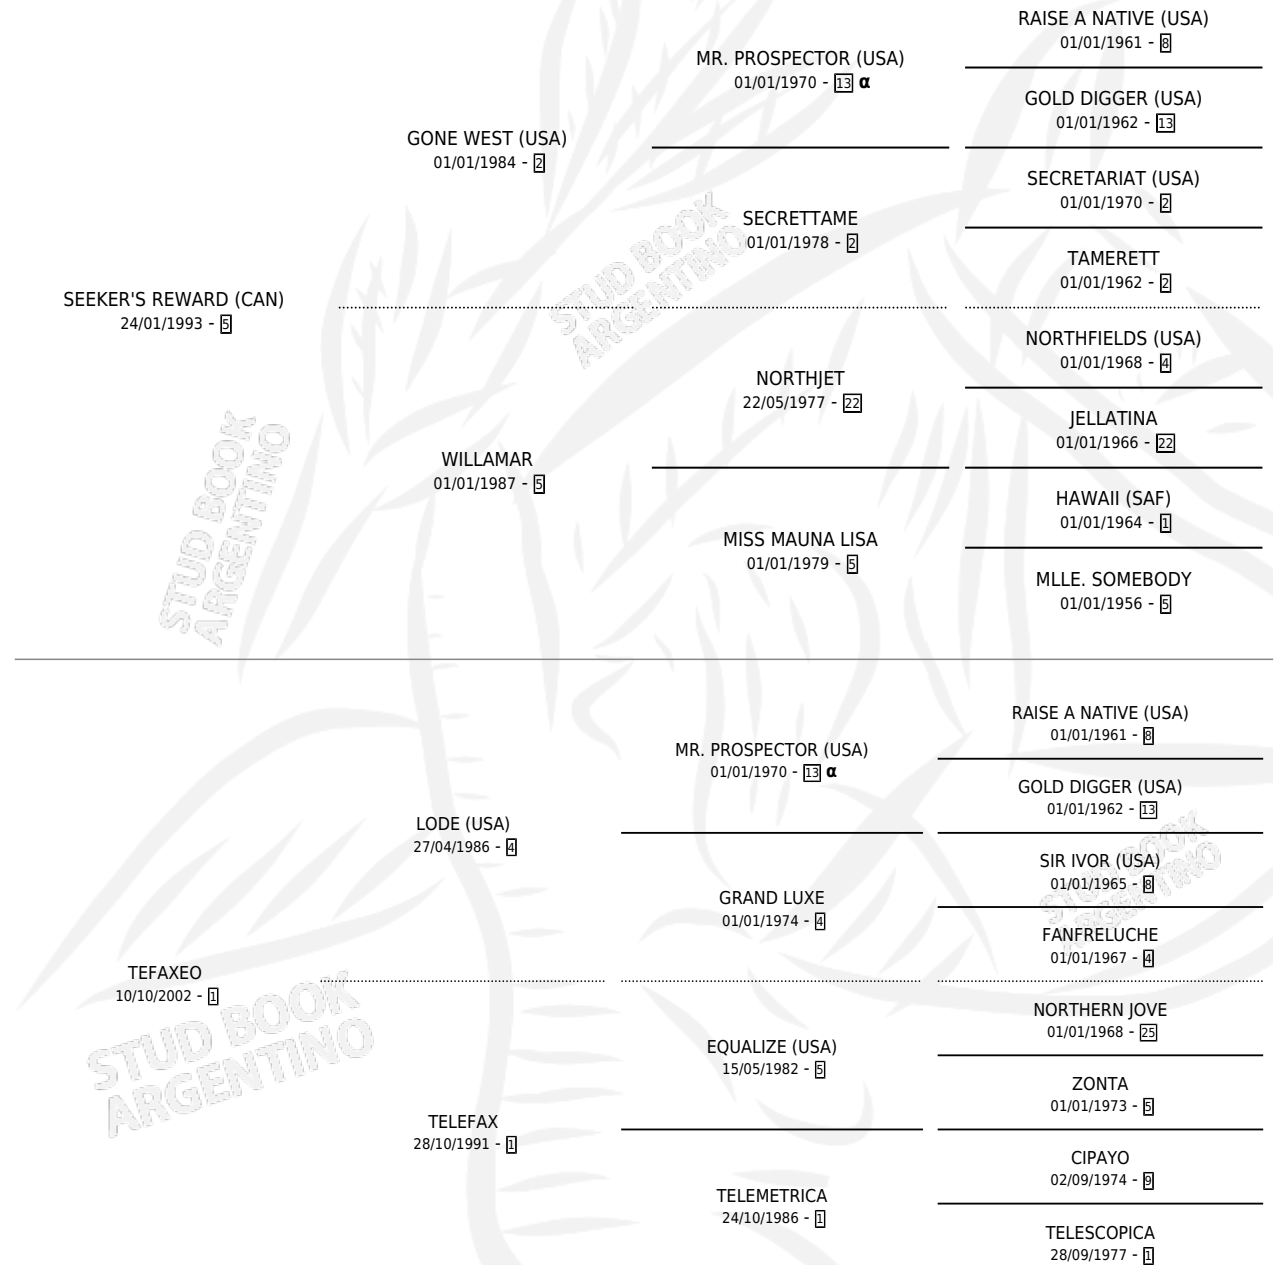 RAISE A NATIVE (USA)
01/01/1961 - 8
MR. PROSPECTOR (USA)
01/01/1970 - 13 α
GOLD DIGGER (USA)
01/01/1962 - 13
GONE WEST (USA)
01/01/1984 - 2
SECRETARIAT (USA)
01/01/1970 - 2
SECRETTAME
01/01/1978 - 2
TAMERETT
01/01/1962 - 2
STUD BOOK
ARGENTINO
SEEKER'S REWARD (CAN)
24/01/1993 - 5
NORTHFIELDS (USA)
01/01/1968 - 4
NORTHJET
22/05/1977 - 22
JELLATINA
01/01/1966 - 22
WILLAMAR
01/01/1987 - 5
HAWAII (SAF)
01/01/1964 - 1
MISS MAUNA LISA
01/01/1979 - 5
MLLE. SOMEBODY
01/01/1956 - 5
STUD BOOK
ARGENTINO
RAISE A NATIVE (USA)
01/01/1961 - 8
MR. PROSPECTOR (USA)
01/01/1970 - 13 α
GOLD DIGGER (USA)
01/01/1962 - 13
LODE (USA)
27/04/1986 - 4
SIR IVOR (USA)
01/01/1965 - 8
GRAND LUXE
01/01/1974 - 4
FANFRELUCHE
01/01/1967 - 4
STUD BOOK
ARGENTINO
TEFAXEO
10/10/2002 - 1
NORTHERN JOVE
01/01/1968 - 25
EQUALIZE (USA)
15/05/1982 - 5
ZONTA
01/01/1973 - 5
TELEFAX
28/10/1991 - 1
CIPAYO
02/09/1974 - 9
TELEMETRICA
24/10/1986 - 1
TELESCOPICA
28/09/1977 - 1
STUD BOOK
ARGENTINO